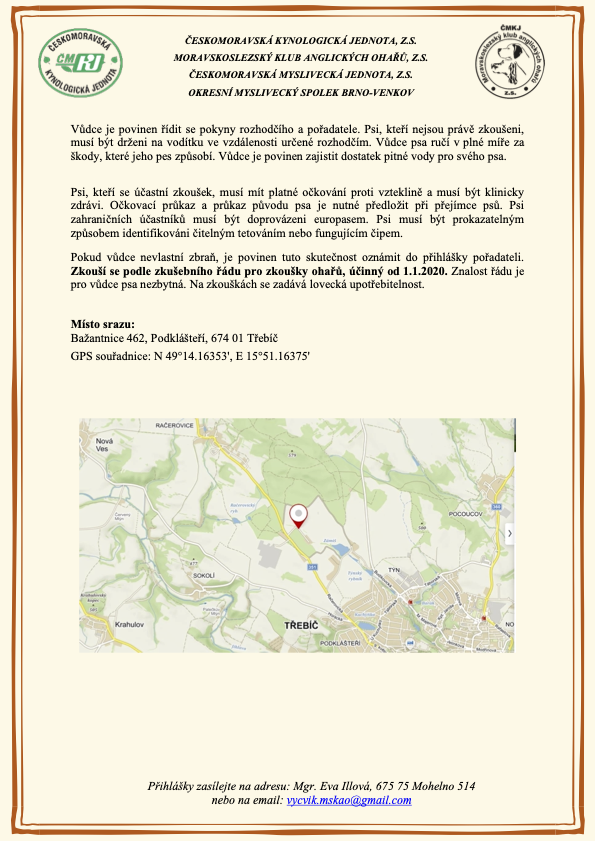 ČESKOMORAVSKÁ
ČMKJ
KYNOLOGICKÁ JEDNOTA
ČESKOMORAVSKÁ KYNOLOGICKÁ JEDNOTA, Z.S.
MORAVSKOSLEZSKÝ KLUB ANGLICKÝCH OHAŘŮ, Z.S.
ČESKOMORAVSKÁ MYSLIVECKÁ JEDNOTA, Z.S.
OKRESNÍ MYSLIVECKÝ SPOLEK BRNO-VENKOV
ČMKJ
Moravskoslezský klub anglických ohařů
z.s.
Vůdce je povinen řídit se pokyny rozhodčího a pořadatele. Psi, kteří nejsou právě zkoušeni,
musí být drženi na vodítku ve vzdálenosti určené rozhodčím. Vůdce psa ručí v plné míře za
škody, které jeho pes způsobí. Vůdce je povinen zajistit dostatek pitné vody pro svého psa.
Psi, kteří se účastní zkoušek, musí mít platné očkování proti vzteklině a musí být klinicky
zdrávi. Očkovací průkaz a průkaz původu psa je nutné předložit při přejímce psů. Psi
zahraničních účastníků musí být doprovázeni europasem. Psi musí být prokazatelným
způsobem identifikováni čitelným tetováním nebo fungujícím čipem.
Pokud vůdce nevlastní zbraň, je povinen tuto skutečnost oznámit do přihlášky pořadateli.
Zkouší se podle zkušebního řádu pro zkoušky ohařů, účinný od 1.1.2020. Znalost řádu je
pro vůdce psa nezbytná. Na zkouškách se zadává lovecká upotřebitelnost.
Místo srazu:
Bažantnice 462, Podklášteří, 674 01 Třebíč
GPS souřadnice: N 49°14.16353', E 15°51.16375'
RAČEROVICE
Nová
Ves
POCOUCOV
TÝN
SOKOLÍ
TŘEBÍČ
Krahulov
PODKLÁŠTEŘÍ
NO
Přihlášky zasílejte na adresu: Mgr. Eva Illová, 675 75 Mohelno 514
nebo na email: vycvik.mskao@gmail.com